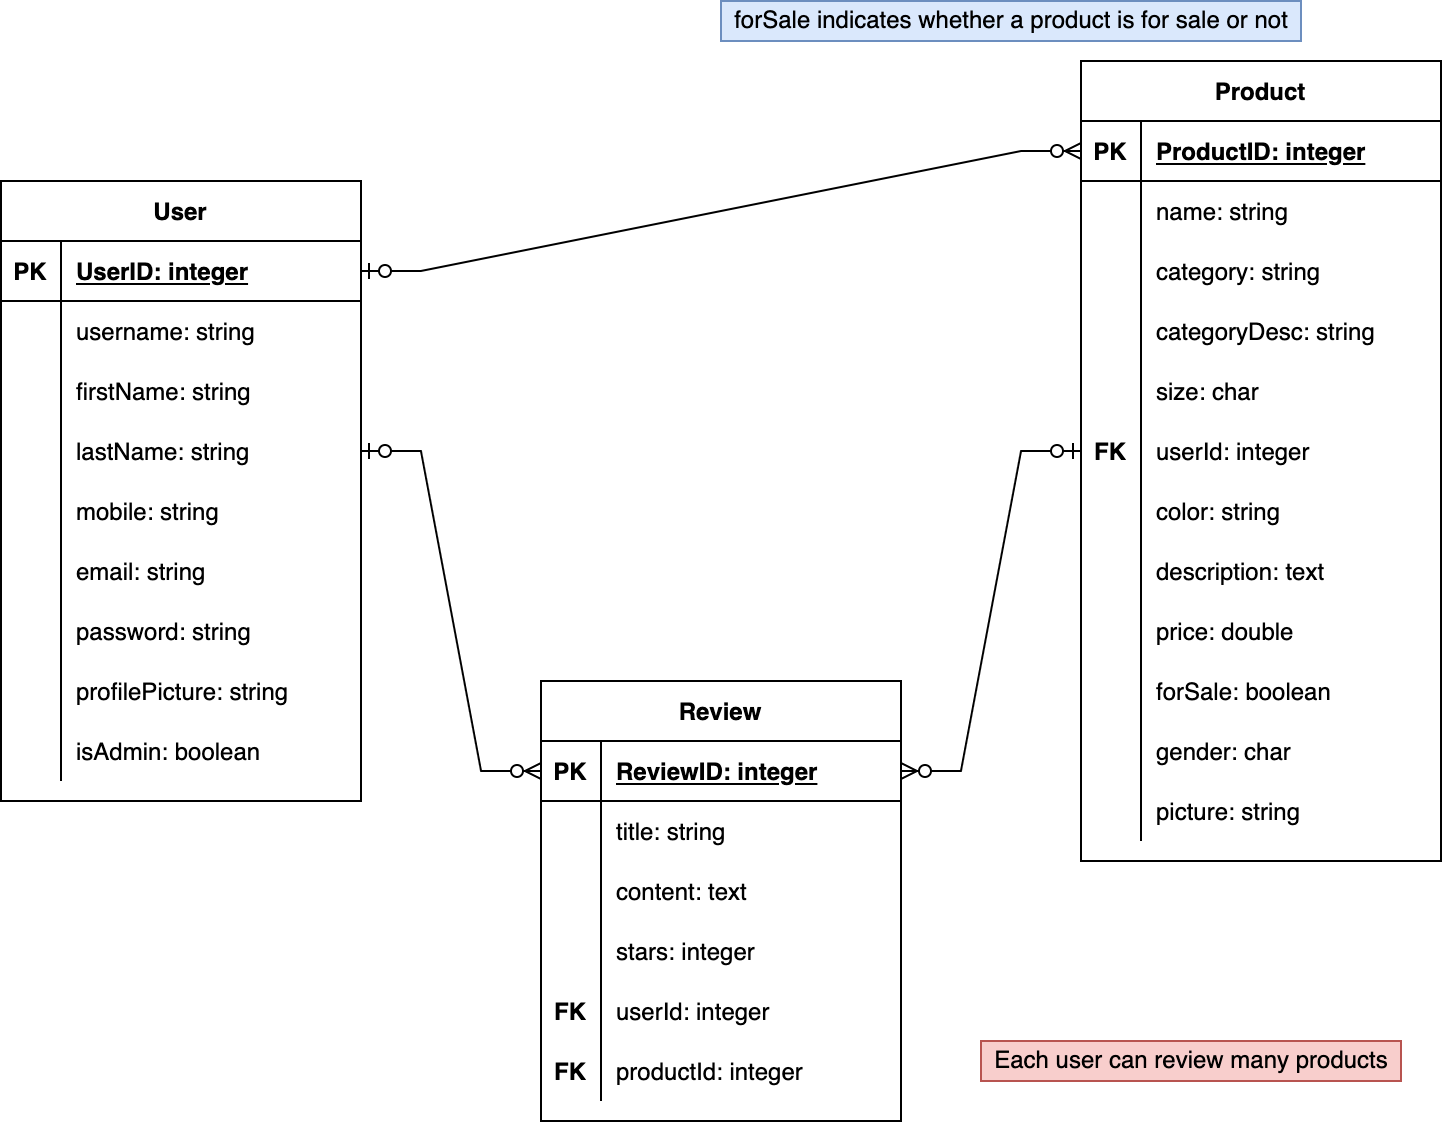 forSale indicates whether a product is for sale or not
User
PK UserID: integer
username: string
firstName: string
lastName: string
mobile: string
email: string
password: string
profilePicture: string
isAdmin: boolean
Product
PK ProductID: integer
name: string
category: string
categoryDesc: string
size: char
FK userId: integer
color: string
description: text
price: double
forSale: boolean
gender: char
picture: string
Review
PK ReviewID: integer
title: string
content: text
stars: integer
FK userId: integer
FK productId: integer
Each user can review many products